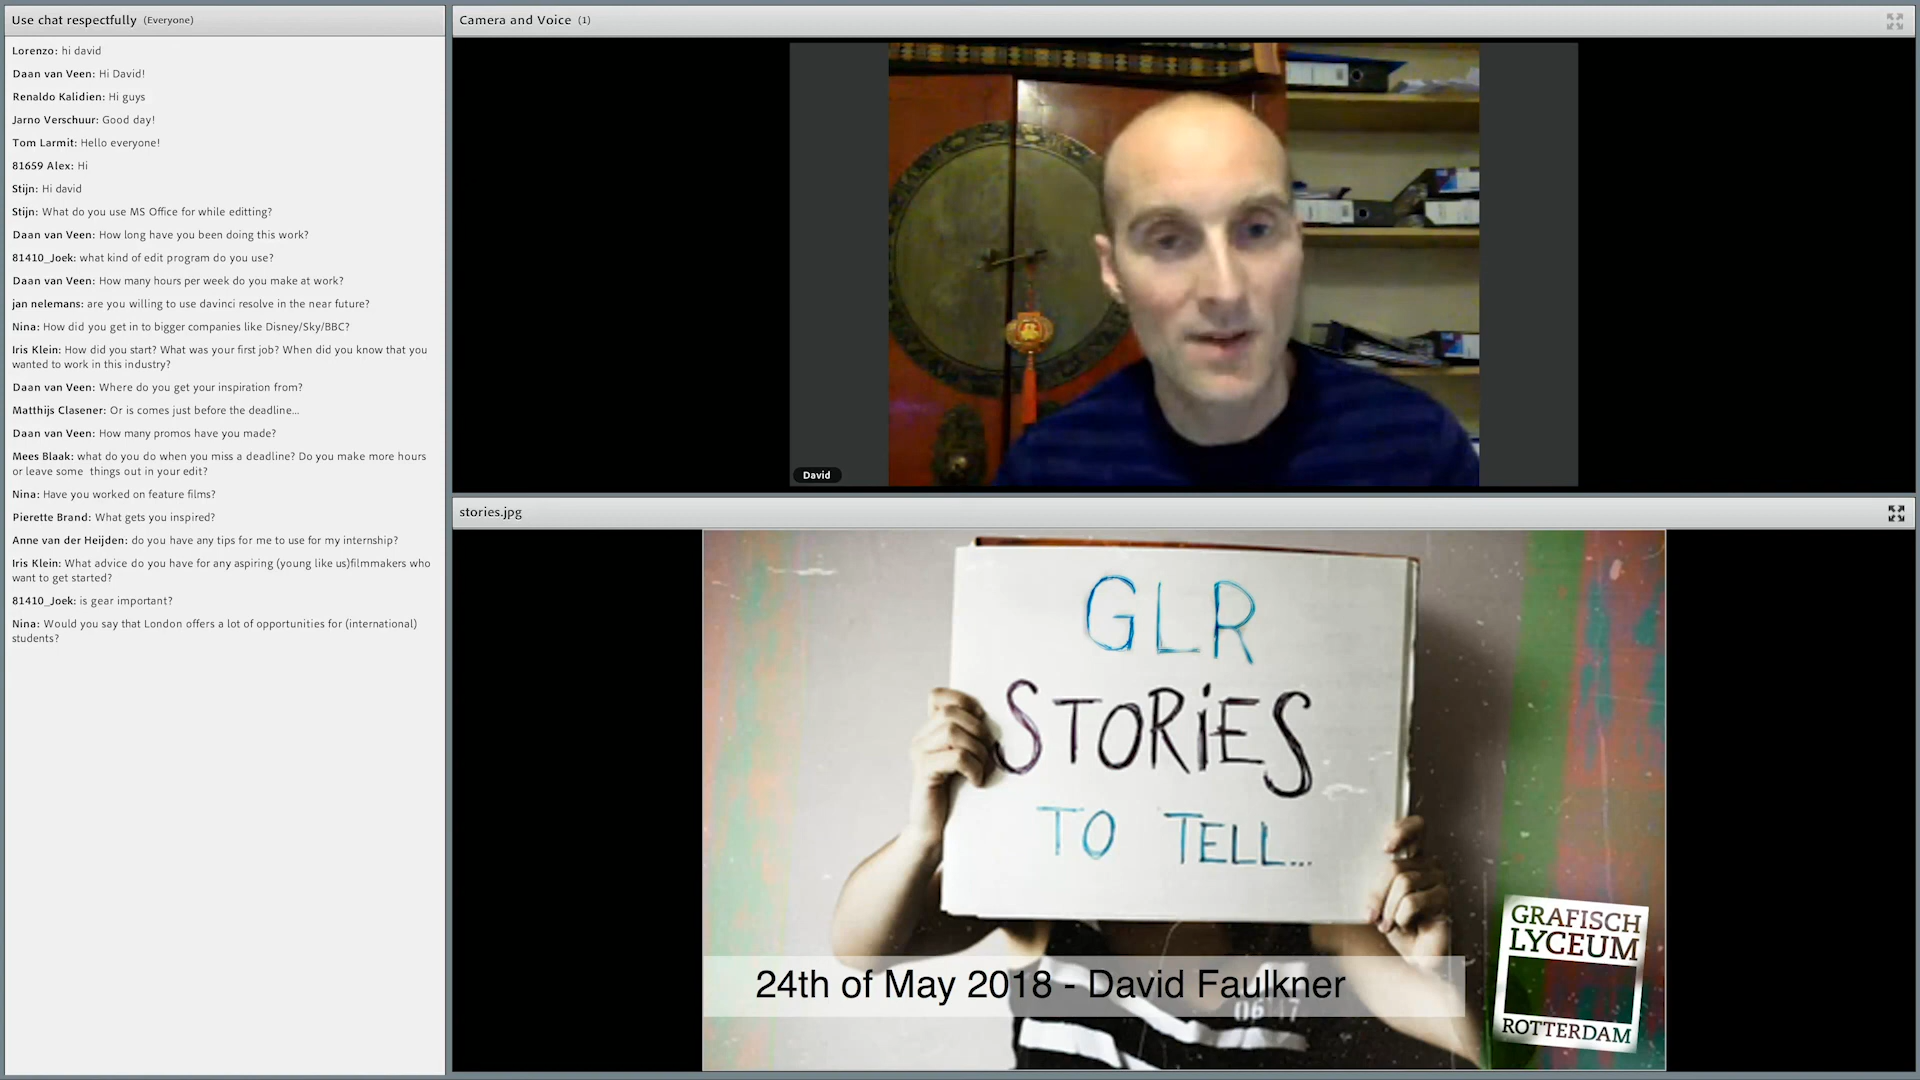 Use chat respectfully (Everyone)
Lorenzo: hi david
Daan van Veen: Hi David!
Renaldo Kalidien: Hi guys
Jarno Verschuur: Good day!
Tom Larmit: Hello everyone!
81659 Alex: Hi
Stijn: Hi david
Stijn: What do you use MS Office for while editting?
Daan van Veen: How long have you been doing this work?
81410_Joek: what kind of edit program do you use?
Daan van Veen: How many hours per week do you make at work?
jan nelemans: are you willing to use davinci resolve in the near future?
Nina: How did you get in to bigger companies like Disney/Sky/BBC?
Iris Klein: How did you start? What was your first job? When did you know that you
wanted to work in this industry?
Daan van Veen: Where do you get your inspiration from?
Matthijs Clasener: Or is comes just before the deadline...
Daan van Veen: How many promos have you made?
Mees Blaak: what do you do when you miss a deadline? Do you make more hours
or leave some things out in your edit?
Nina: Have you worked on feature films?
Pierette Brand: What gets you inspired?
Anne van der Heijden: do you have any tips for me to use for my internship?
Iris Klein: What advice do you have for any aspiring (young like us)filmmakers who
want to get started?
81410_Joek: is gear important?
Nina: Would you say that London offers a lot of opportunities for (international)
students?
Camera and Voice (1)
David
stories.jpg
GLR
STORIES
TO TELL...
24th of May 2018 - David Faulkner
GRAFISCH
LYCEUM
ROTTERDAM